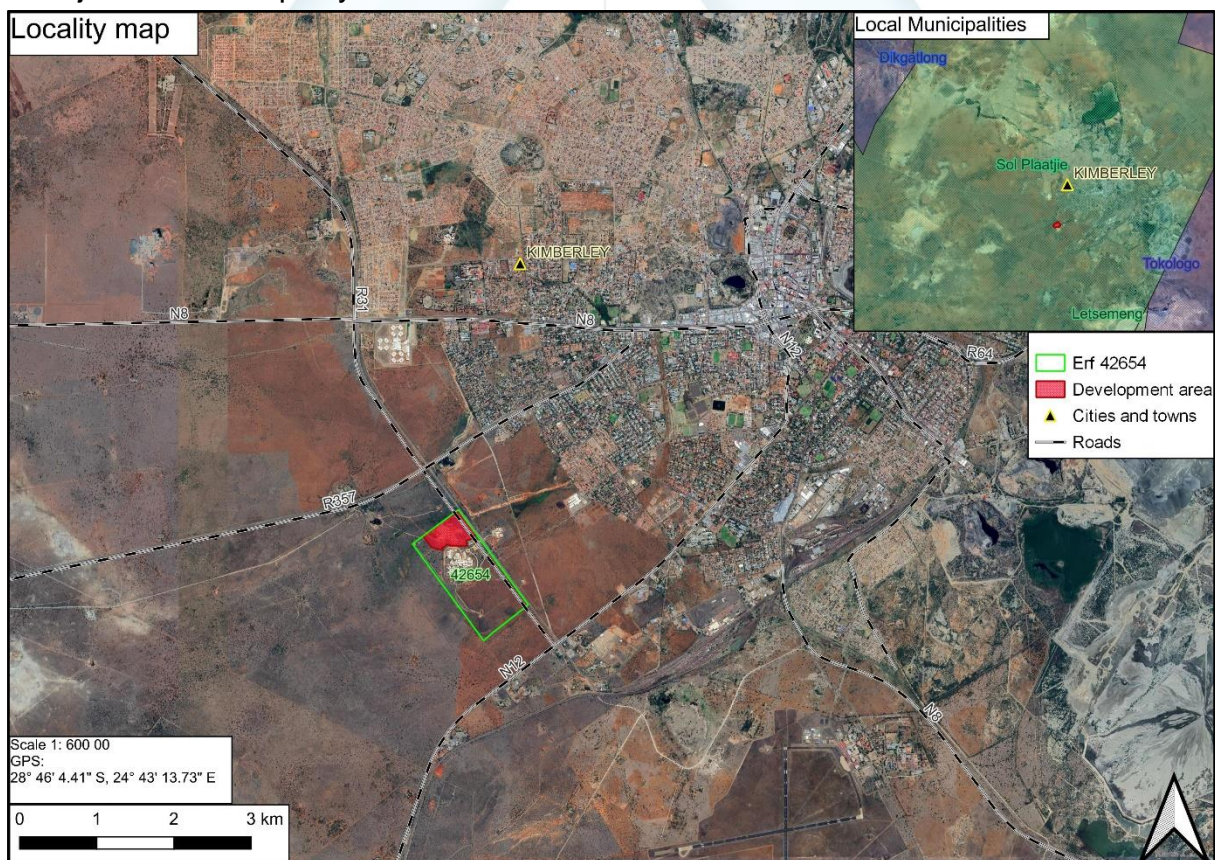 Locality map
Local Municipalities
Dikgatlong
Sol Plaatjie
KIMBERLEY
Tokologo
Letsemeng
KIMBERLEY
R31
N8
N8
N12
R64
Erf 42654
Development area
Cities and towns
Roads
R357
42654
N12
N8
Scale 1: 600 00
GPS:
28° 46' 4.41" S, 24° 43' 13.73" E
0 1 2 3 km